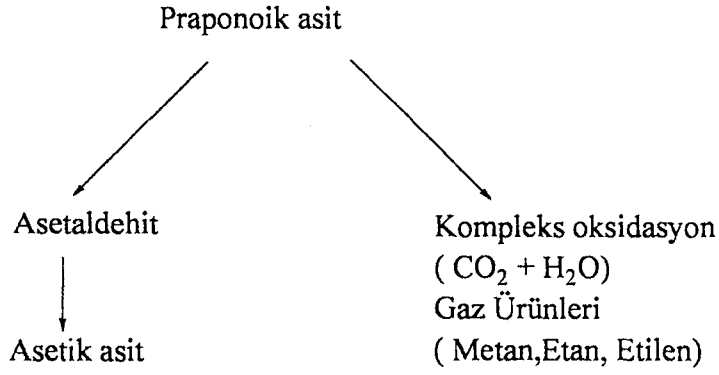 Praponoik asit
Asetaldehit
Asetik asit
Kompleks oksidasyon
( CO₂ + H₂O)
Gaz Ürünleri
( Metan,Etan, Etilen)